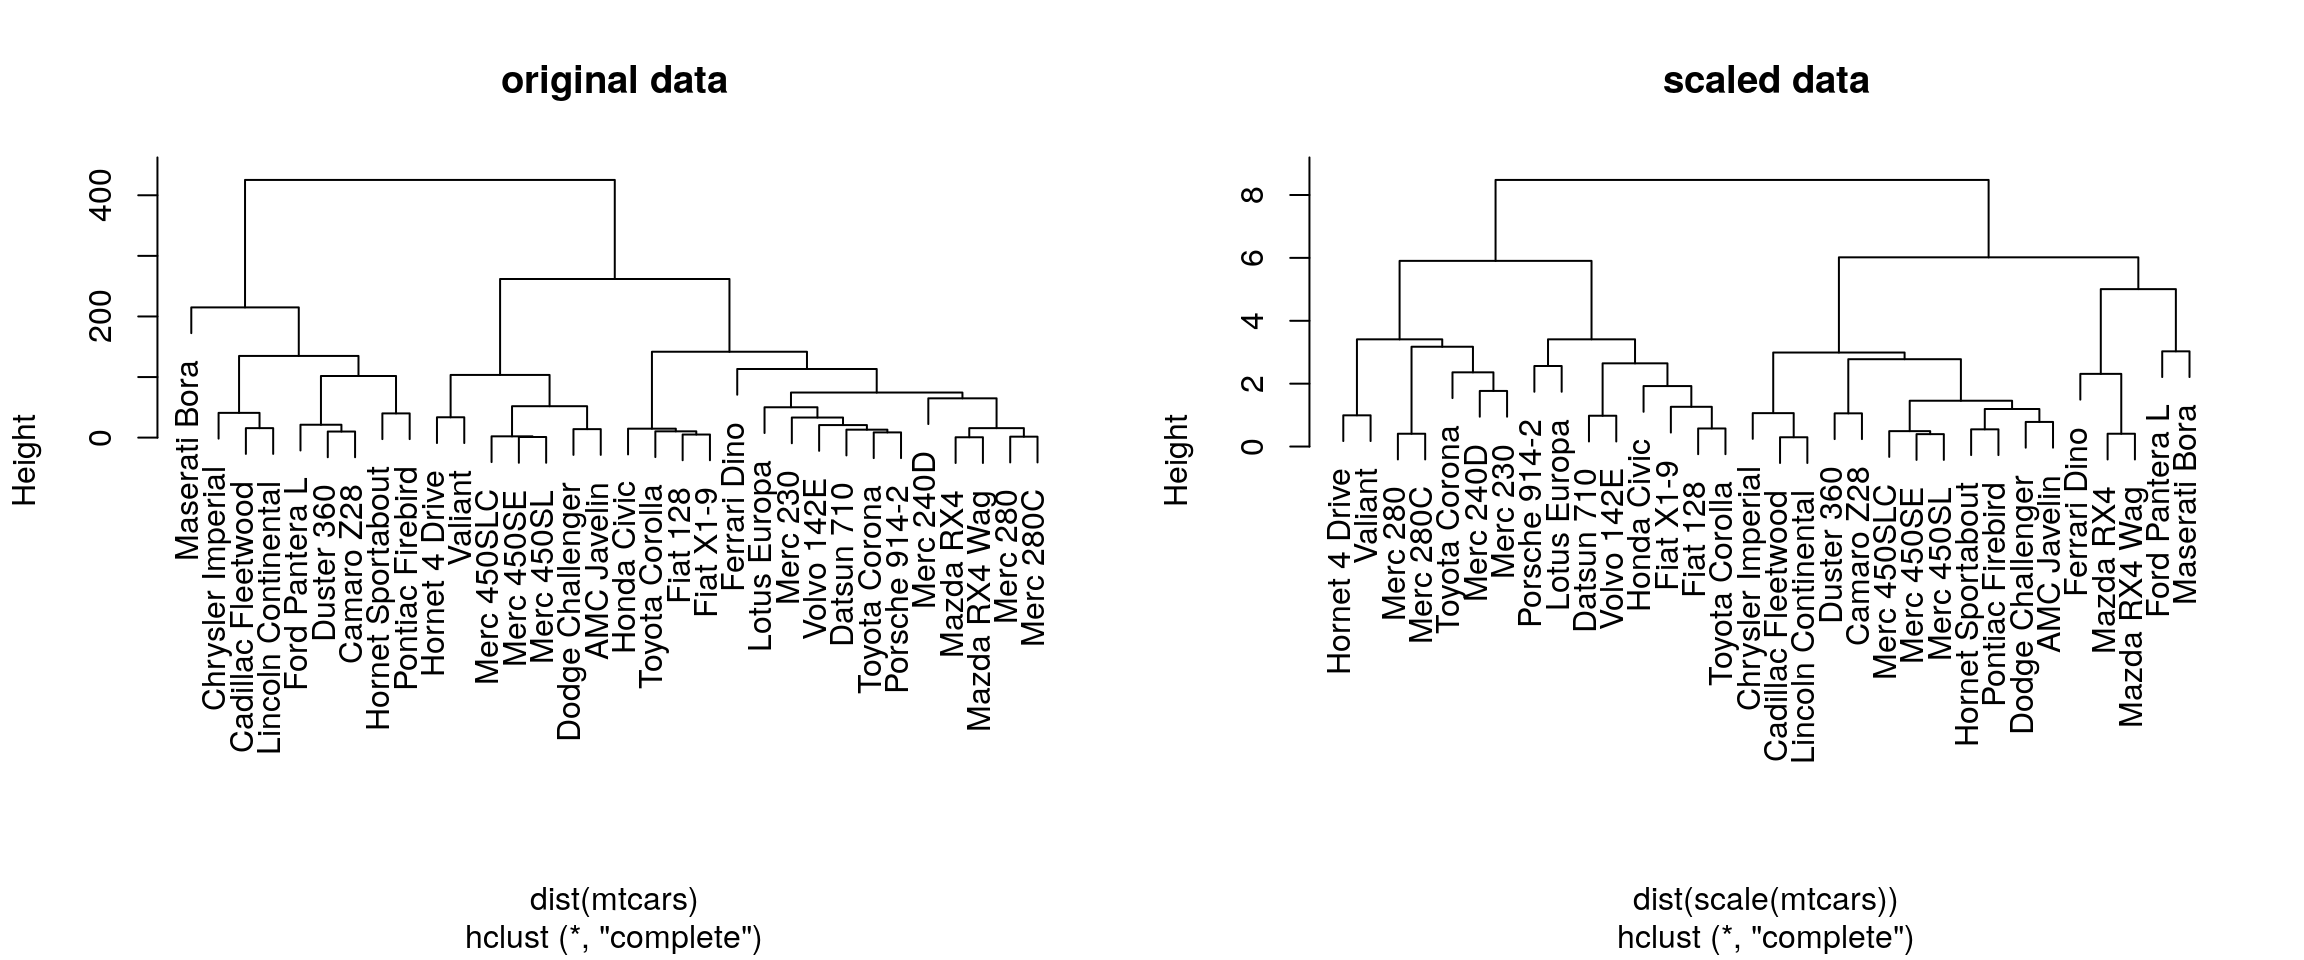 original data
Height
0
200
400
Maserati Bora
Chrysler Imperial
Cadillac Fleetwood
Lincoln Continental
Ford Pantera L
Duster 360
Camaro Z28
Hornet Sportabout
Pontiac Firebird
Hornet 4 Drive
Valiant
Merc 450SLC
Merc 450SE
Merc 450SL
Dodge Challenger
AMC Javelin
Honda Civic
Toyota Corolla
Fiat 128
Fiat X1-9
Ferrari Dino
Lotus Europa
Merc 230
Volvo 142E
Datsun 710
Toyota Corona
Porsche 914-2
Merc 240D
Mazda RX4
Mazda RX4 Wag
Merc 280
Merc 280C
dist(mtcars)
hclust (*, "complete")
scaled data
Height
0
2
4
6
8
Hornet 4 Drive
Valiant
Merc 280
Merc 280C
Toyota Corona
Merc 240D
Merc 230
Porsche 914-2
Lotus Europa
Datsun 710
Volvo 142E
Honda Civic
Fiat X1-9
Fiat 128
Toyota Corolla
Chrysler Imperial
Cadillac Fleetwood
Lincoln Continental
Duster 360
Camaro Z28
Merc 450SLC
Merc 450SE
Merc 450SL
Hornet Sportabout
Pontiac Firebird
Dodge Challenger
AMC Javelin
Ferrari Dino
Mazda RX4
Mazda RX4 Wag
Ford Pantera L
Maserati Bora
dist(scale(mtcars))
hclust (*, "complete")